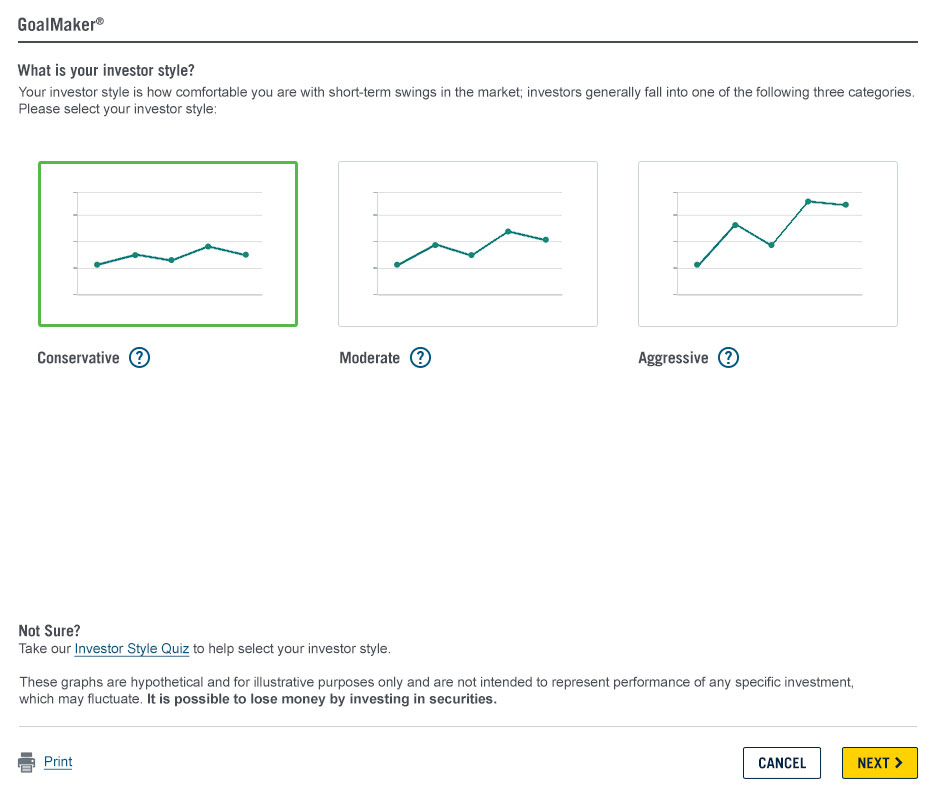 GoalMaker®
What is your investor style?
Your investor style is how comfortable you are with short-term swings in the market; investors generally fall into one of the following three categories.
Please select your investor style:
Conservative ?
Moderate ?
Aggressive ?
Not Sure?
Take our Investor Style Quiz to help select your investor style.
These graphs are hypothetical and for illustrative purposes only and are not intended to represent performance of any specific investment,
which may fluctuate. It is possible to lose money by investing in securities.
Print
CANCEL
NEXT